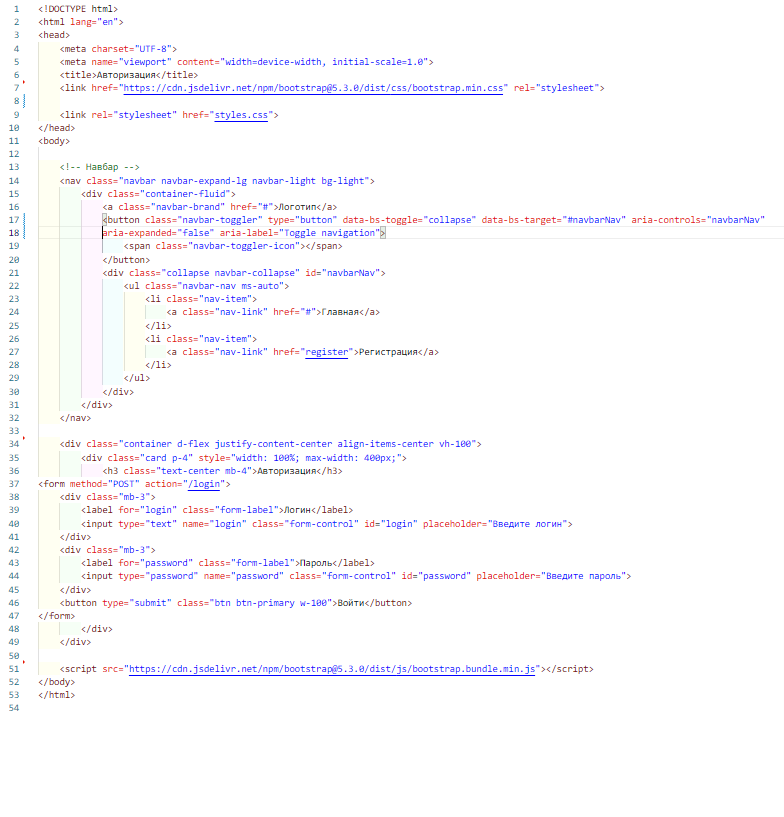 1 <!DOCTYPE html>
2 <html lang="en">
3 <head>
4 <meta charset="UTF-8">
5 <meta name="viewport" content="width=device-width, initial-scale=1.0">
6 <title>Авторизация</title>
7 <link href="https://cdn.jsdelivr.net/npm/bootstrap@5.3.0/dist/css/bootstrap.min.css" rel="stylesheet">
8
9 <link rel="stylesheet" href="styles.css">
10 </head>
11 <body>
12
13 <!-- Навбар -->
14 <nav class="navbar navbar-expand-lg navbar-light bg-light">
15 <div class="container-fluid">
16 <a class="navbar-brand" href="#">Логотип</a>
17 <button class="navbar-toggler" type="button" data-bs-toggle="collapse" data-bs-target="#navbarNav" aria-controls="navbarNav"
18 aria-expanded="false" aria-label="Toggle navigation">
19 <span class="navbar-toggler-icon"></span>
20 </button>
21 <div class="collapse navbar-collapse" id="navbarNav">
22 <ul class="navbar-nav ms-auto">
23 <li class="nav-item">
24 <a class="nav-link" href="#">Главная</a>
25 </li>
26 <li class="nav-item">
27 <a class="nav-link" href="register">Регистрация</a>
28 </li>
29 </ul>
30 </div>
31 </div>
32 </nav>
33
34 <div class="container d-flex justify-content-center align-items-center vh-100">
35 <div class="card p-4" style="width: 100%; max-width: 400px;">
36 <h3 class="text-center mb-4">Авторизация</h3>
37 <form method="POST" action="/login">
38 <div class="mb-3">
39 <label for="login" class="form-label">Логин</label>
40 <input type="text" name="login" class="form-control" id="login" placeholder="Введите логин">
41 </div>
42 <div class="mb-3">
43 <label for="password" class="form-label">Пароль</label>
44 <input type="password" name="password" class="form-control" id="password" placeholder="Введите пароль">
45 </div>
46 <button type="submit" class="btn btn-primary w-100">Войти</button>
47 </form>
48 </div>
49 </div>
50
51 <script src="https://cdn.jsdelivr.net/npm/bootstrap@5.3.0/dist/js/bootstrap.bundle.min.js"></script>
52 </body>
53 </html>
54